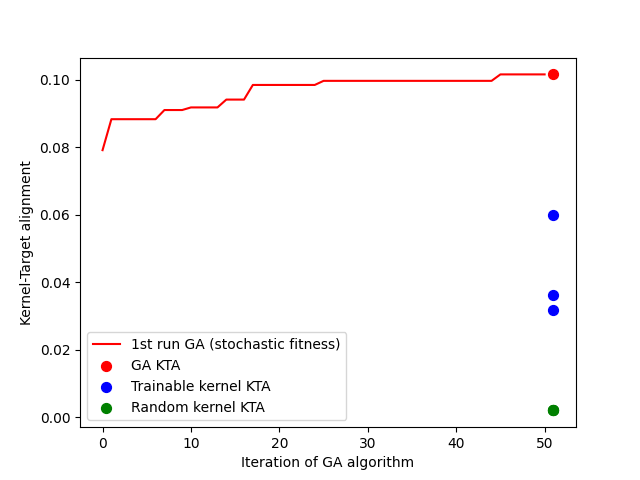 0.10
0.08
0.06
0.04
0.02
0.00
Kernel-Target alignment
1st run GA (stochastic fitness)
GA KTA
Trainable kernel KTA
Random kernel KTA
0 10 20 30 40 50
Iteration of GA algorithm